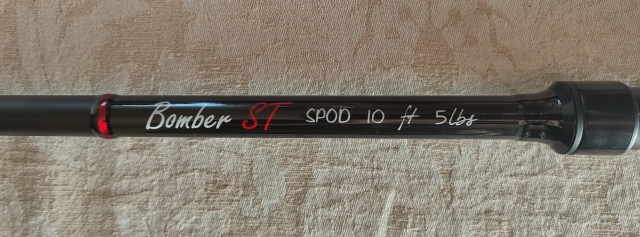 Bomber ST SPOD 10 ft 5lbs